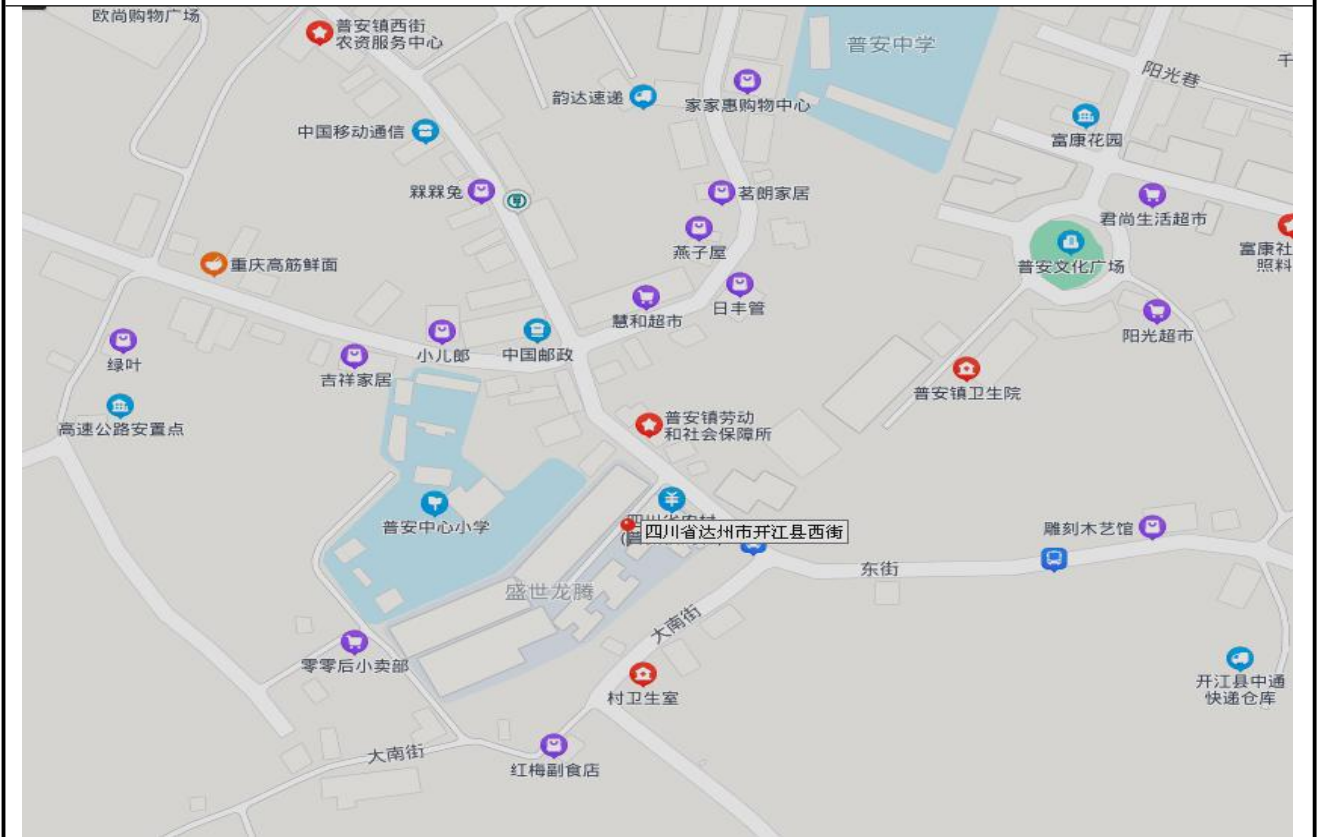 欧尚购物广场
普安镇西街
农资服务中心
普安中学
阳光巷
千
韵达速递
家家惠购物中心
中国移动通信
富康花园
槑槑兔
茗朗家居
君尚生活超市
燕子屋
富康社
照料
重庆高筋鲜面
普安文化广场
慧和超市
日丰管
阳光超市
绿叶
小儿郎
中国邮政
吉祥家居
普安镇卫生院
高速公路安置点
普安镇劳动
和社会保障所
普安中心小学
四川省达州市开江县西街
雕刻木艺馆
东街
盛世龙腾
大南街
零零后小卖部
村卫生室
开江县中通
快递仓库
大南街
红梅副食店